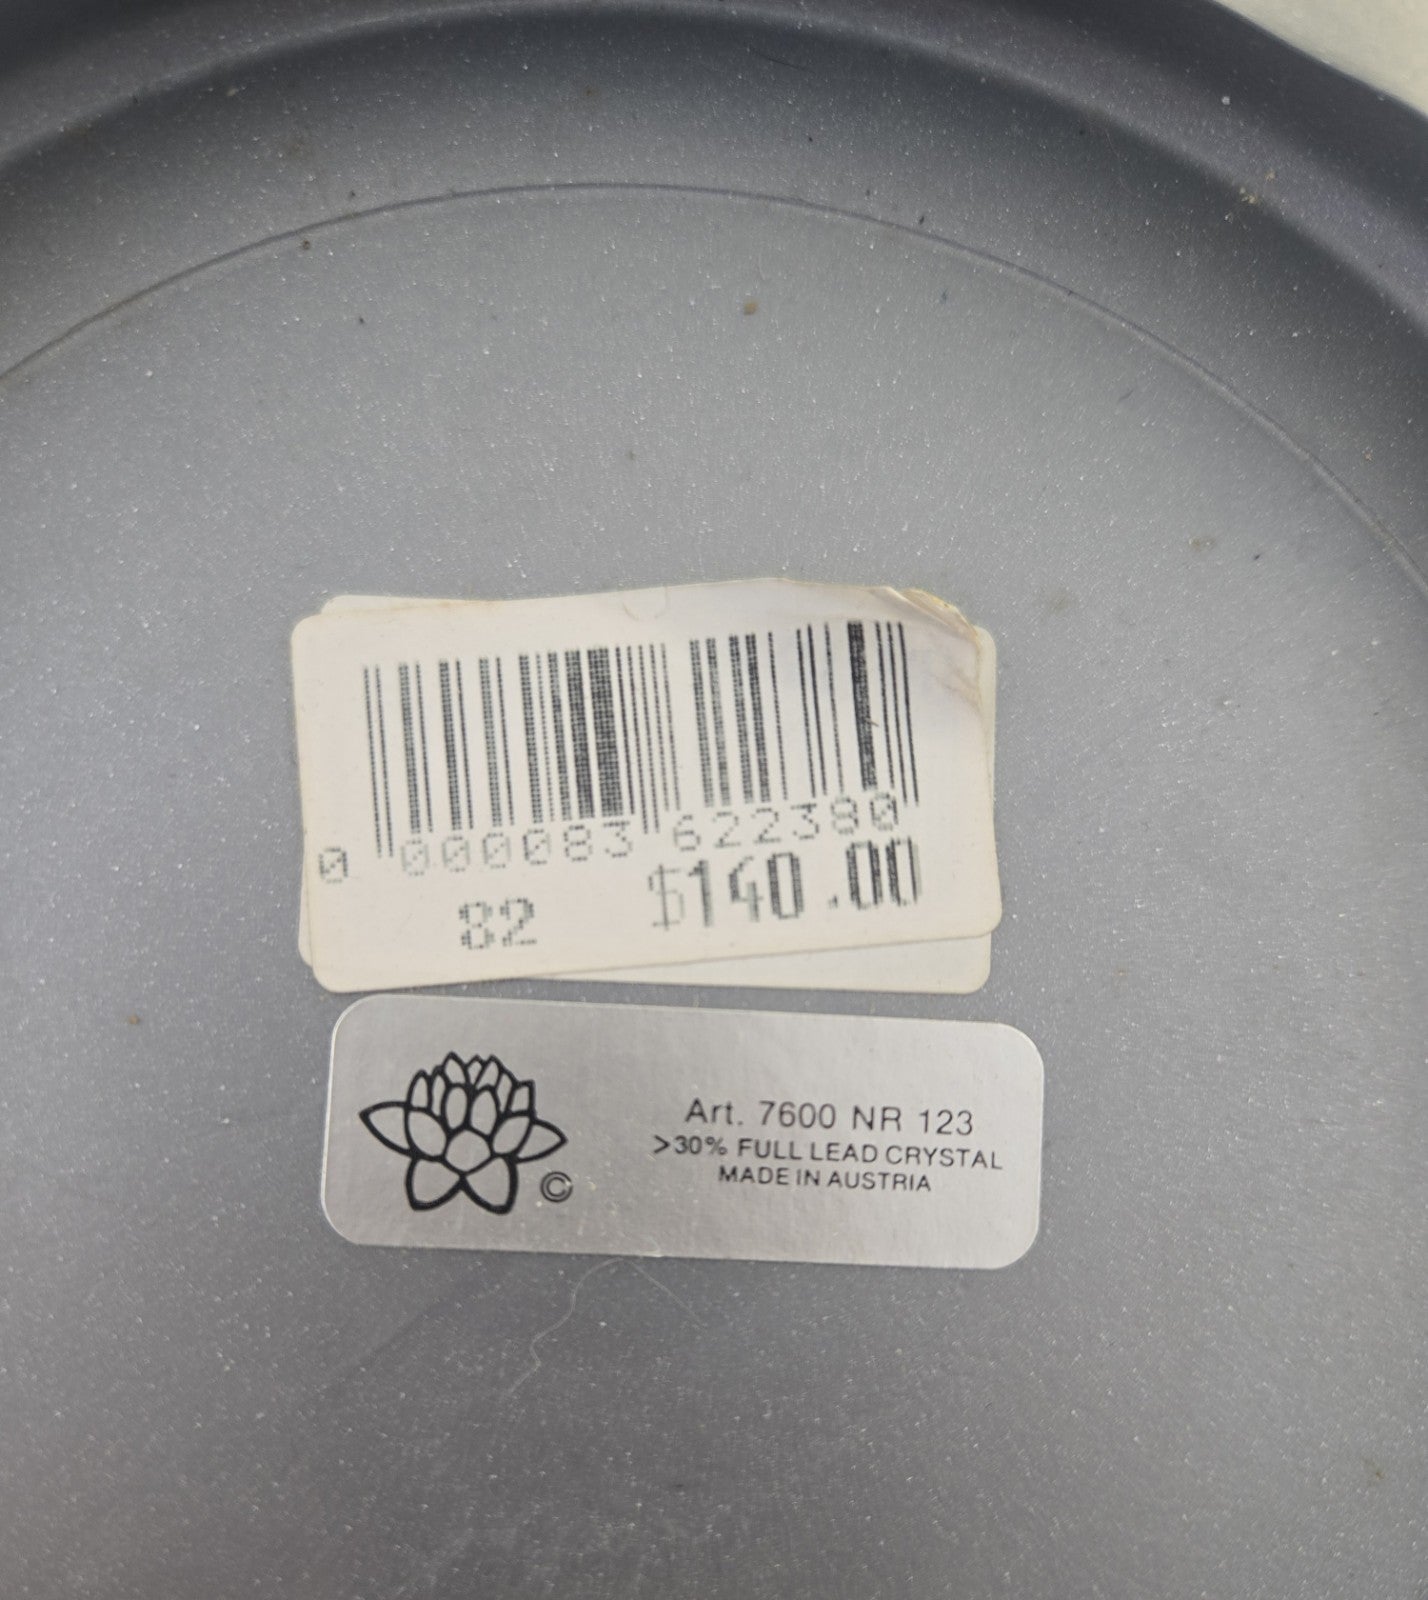 0 000083 622380
82 $140.00
Art. 7600 NR 123
>30% FULL LEAD CRYSTAL
© MADE IN AUSTRIA